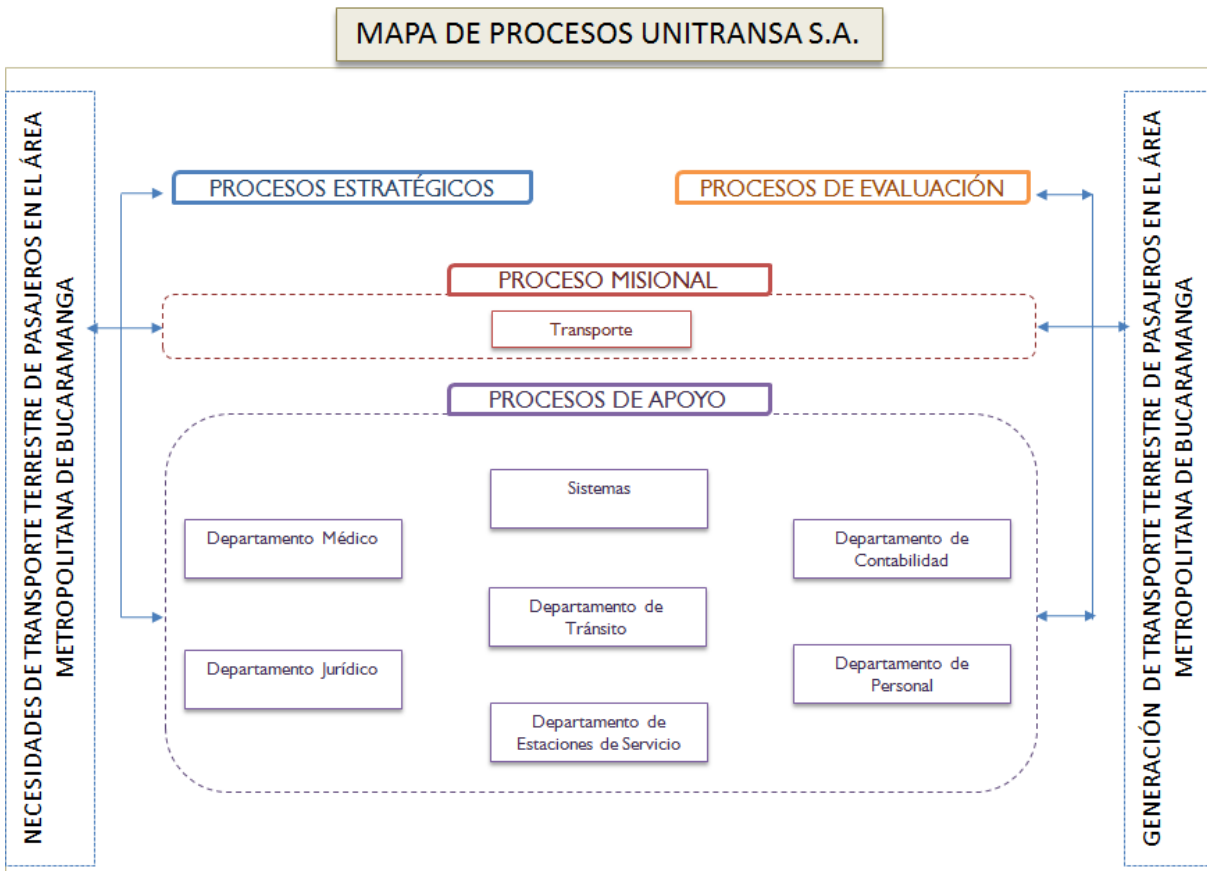 MAPA DE PROCESOS UNITRANSA S.A.
NECESIDADES DE TRANSPORTE TERRESTRE DE PASAJEROS EN EL ÁREA
METROPOLITANA DE BUCARAMANGA
PROCESOS ESTRATÉGICOS
PROCESOS DE EVALUACIÓN
PROCESO MISIONAL
Transporte
PROCESOS DE APOYO
Sistemas
Departamento Médico
Departamento de
Contabilidad
Departamento de
Tránsito
Departamento Jurídico
Departamento de
Personal
Departamento de
Estaciones de Servicio
GENERACIÓN DE TRANSPORTE TERRESTRE DE PASAJEROS EN EL ÁREA
METROPOLITANA DE BUCARAMANGA